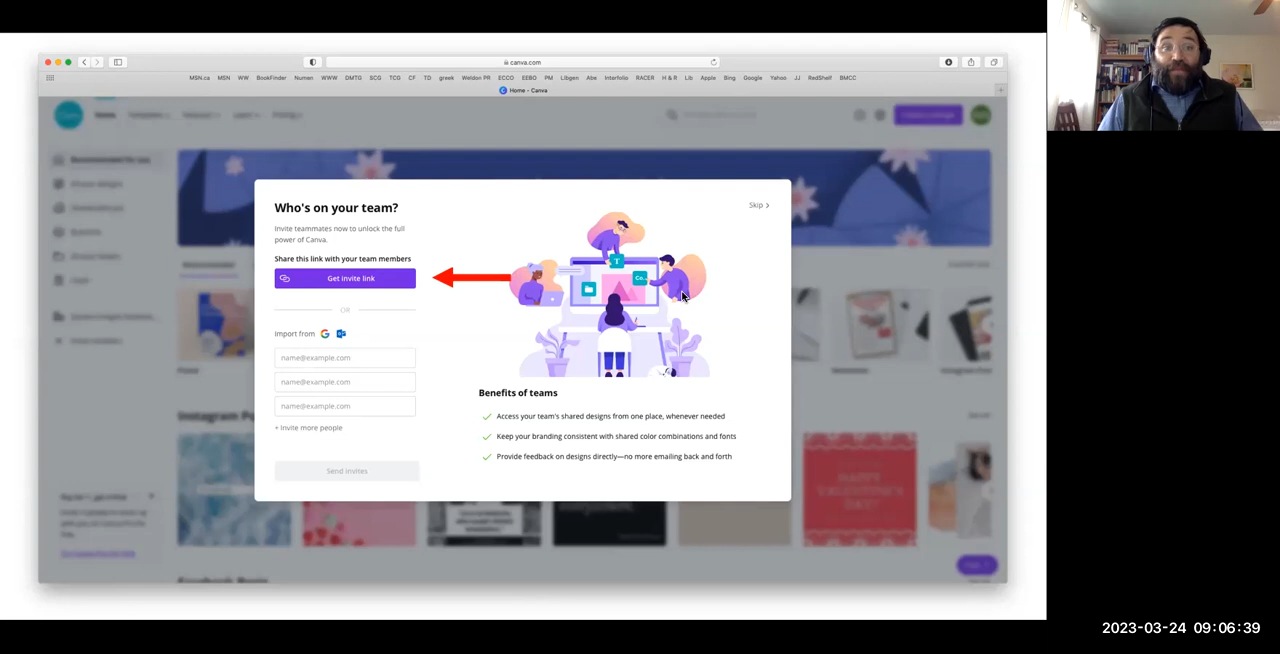 canva.com
MSN.ca MSN WW BookFinder Numen WWW DMTG SCG TCG CF TD greek Weldon PR ECCO EEBO PM Libgen Abe Interfolio RACER H & R Lib Apple Bing Google Yahoo JJ RedShelf BMCC
Home - Canva
Who's on your team?
Skip
Invite teammates now to unlock the full
power of Canva.
Share this link with your team members
Get invite link
OR
Import from
name@example.com
name@example.com
name@example.com
+ Invite more people
Send invites
T
Co.
Benefits of teams
Access your team's shared designs from one place, whenever needed
Keep your branding consistent with shared color combinations and fonts
Provide feedback on designs directly—no more emailing back and forth
HAPPY
VALENTINE'S
DAY!
2023-03-24 09:06:39